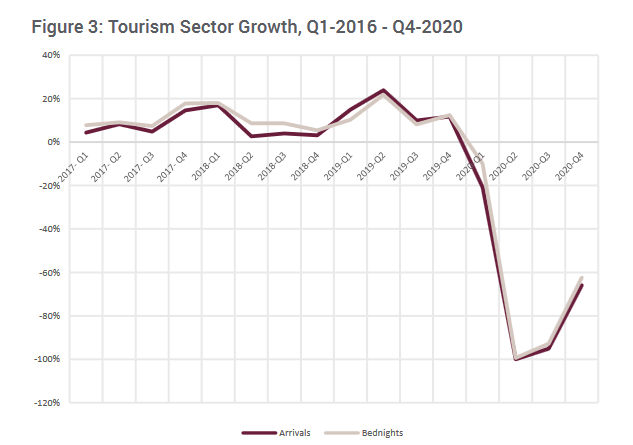 Figure 3: Tourism Sector Growth, Q1-2016 - Q4-2020
40%
20%
0%
-20%
-40%
-60%
-80%
-100%
-120%
2017- Q1
2017- Q2
2017- Q3
2017- Q4
2018-Q1
2018-Q2
2018-Q3
2018-Q4
2019-Q1
2019-Q2
2019-Q3
2019-Q4
2020-Q1
2020-Q2
2020-Q3
2020-Q4
Arrivals
Bednights